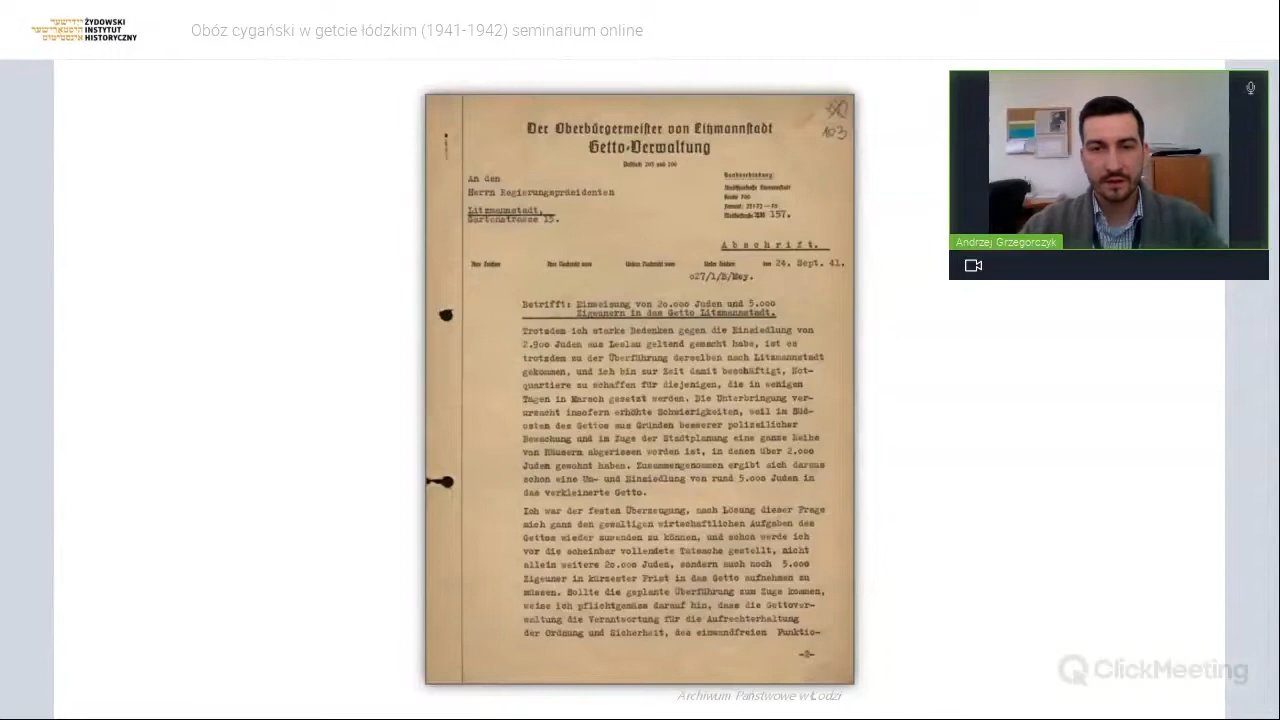 ייִדישער
היסטאָרישער
אינסטיטוט
ŻYDOWSKI
INSTYTUT
HISTORYCZNY
Obóz cygański w getcie łódzkim (1941-1942) seminarium online
103
Der Oberbürgermeister von Litzmannstadt
Getto-Verwaltung
An den
Herrn Regierungspräsidenten
Litzmannstadt,
Gartenstrasse 15.
157.
Abschrift.
24. Sept. 41.
027/1/B/Mey.
Betrifft: Einweisung von 20.000 Juden und 5.000
Zigeunern in das Getto Litzmannstadt.
Trotzdem ich starke Bedenken gegen die Einsiedlung von
2.900 Juden aus Leslau geltend gemacht habe, ist es
trotzdem zu der Überführung derselben nach Litzmannstadt
gekommen, und ich bin zur Zeit damit beschäftigt, Not-
quartiere zu schaffen für diejenigen, die in wenigen
Tagen in Marsch gesetzt werden. Die Unterbringung ver-
ursacht insofern erhöhte Schwierigkeiten, weil im Süd-
osten des Gettos aus Gründen besserer polizeilicher
Bewachung und im Zuge der Stadtplanung eine ganze Reihe
von Häusern abgerissen worden ist, in denen über 2.000
Juden gewohnt haben. Zusammengenommen ergibt sich daraus
schon eine Um- und Einsiedlung von rund 5.000 Juden in
das verkleinerte Getto.
Ich war der festen Überzeugung, nach Lösung dieser Frage
mich ganz den gewaltigen wirtschaftlichen Aufgaben des
Gettos wieder zuwenden zu können, und schon werde ich
vor die scheinbar vollendete Tatsache gestellt, nicht
allein weitere 20.000 Juden, sondern auch noch 5.000
Zigeuner in kürzester Frist in das Getto aufnehmen zu
müssen. Sollte die geplante Überführung zum Zuge kommen,
weise ich pflichtgemäss darauf hin, dass die Gettover-
waltung die Verantwortung für die Aufrechterhaltung
der Ordnung und Sicherheit, des einwandfreien Funktio-
-2-
Archiwum Państwowe w Łodzi
Andrzej Grzegorczyk
ClickMeeting